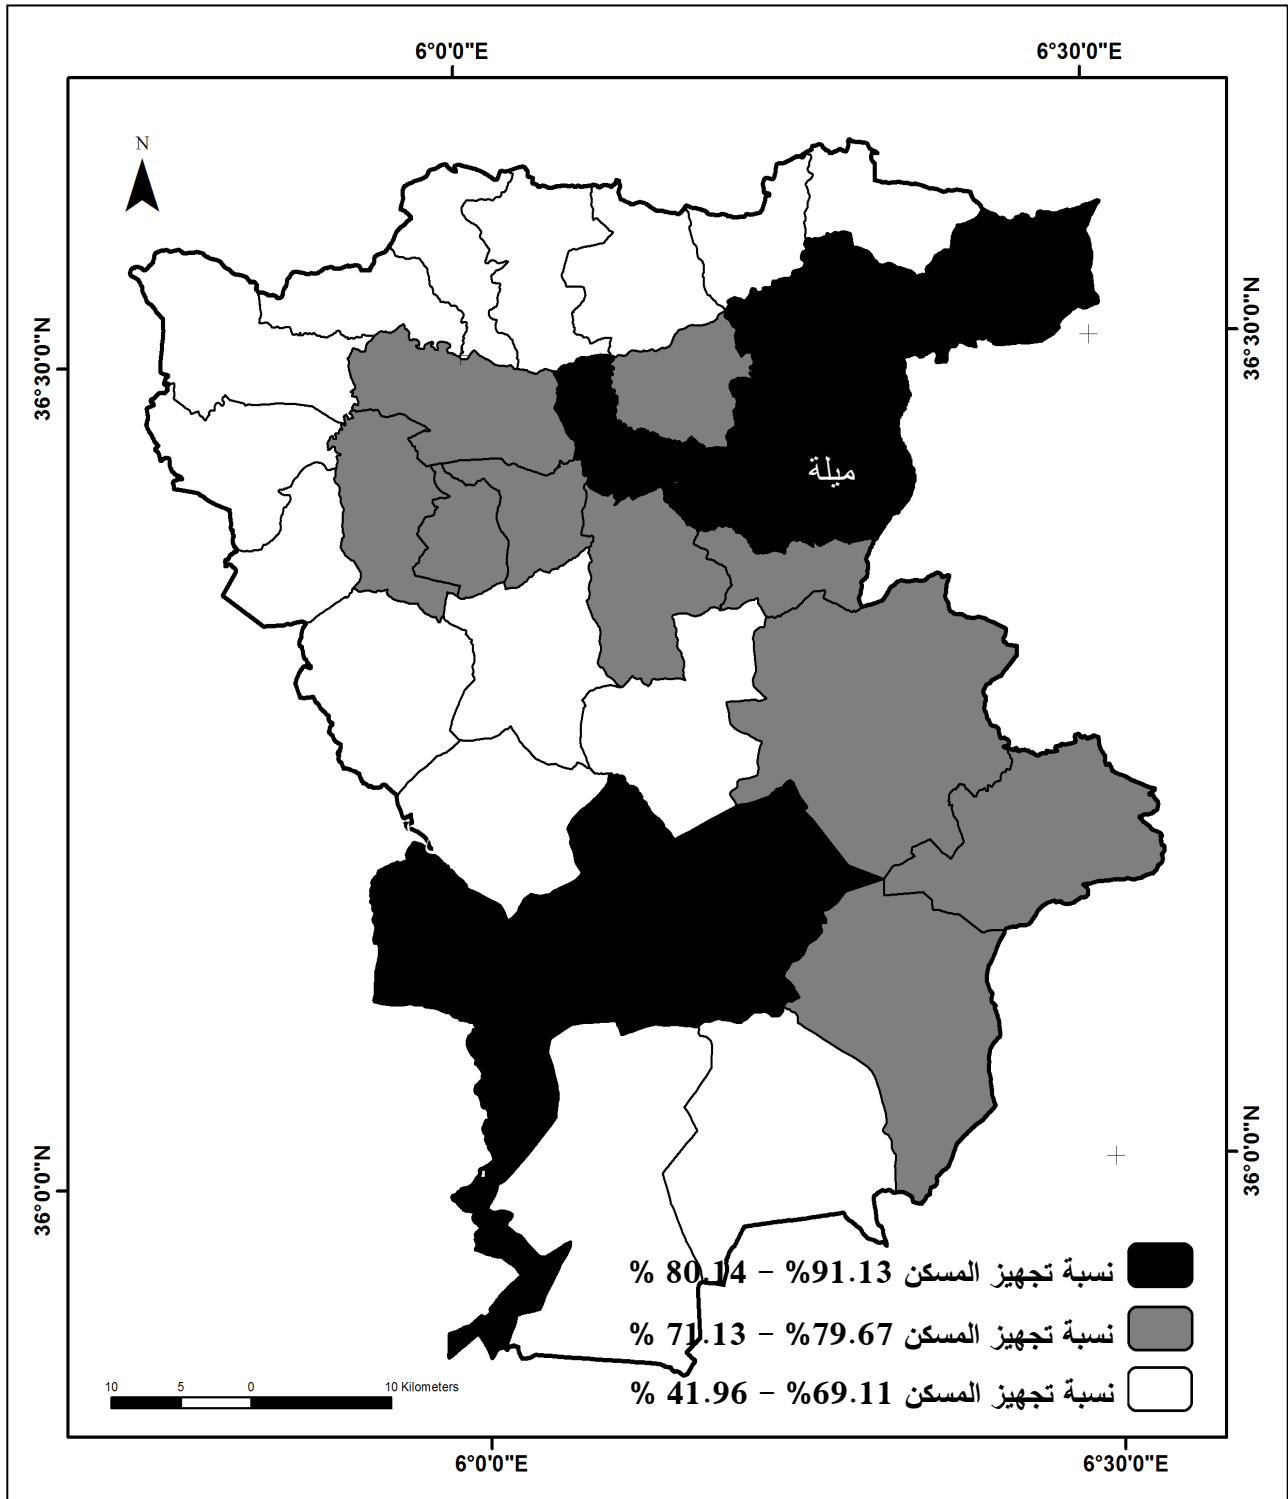 6°0'0"E
6°30'0"E
N
36°30'0"N
36°30'0"N
ميلة
36°0'0"N
36°0'0"N
نسبة تجهيز المسكن 91.13% - 80.14 %
نسبة تجهيز المسكن 79.67% - 71.13 %
نسبة تجهيز المسكن 69.11% - 41.96 %
10 5 0 10 Kilometers
6°0'0"E
6°30'0"E